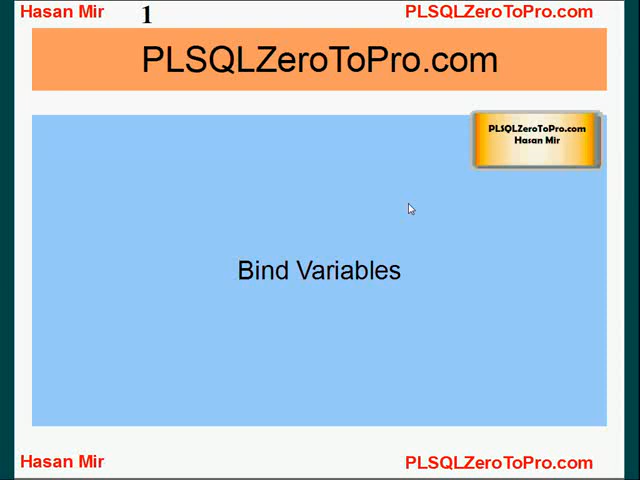 Hasan Mir 1 PLSQLZeroToPro.com
PLSQLZeroToPro.com
PLSQLZeroToPro.com
Hasan Mir
Bind Variables
Hasan Mir PLSQLZeroToPro.com